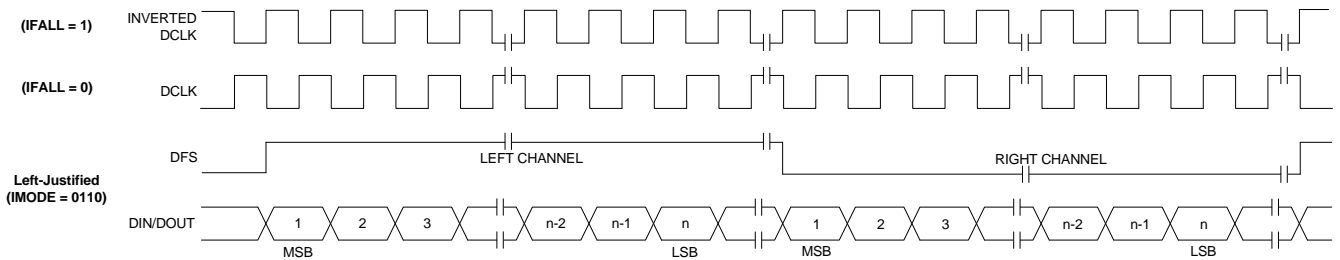 (IFALL = 1)
INVERTED
DCLK
(IFALL = 0)
DCLK
DFS
LEFT CHANNEL
RIGHT CHANNEL
Left-Justified
(IMODE = 0110)
DIN/DOUT
1 2 3 n-2 n-1 n 1 2 3 n-2 n-1 n
MSB LSB MSB LSB